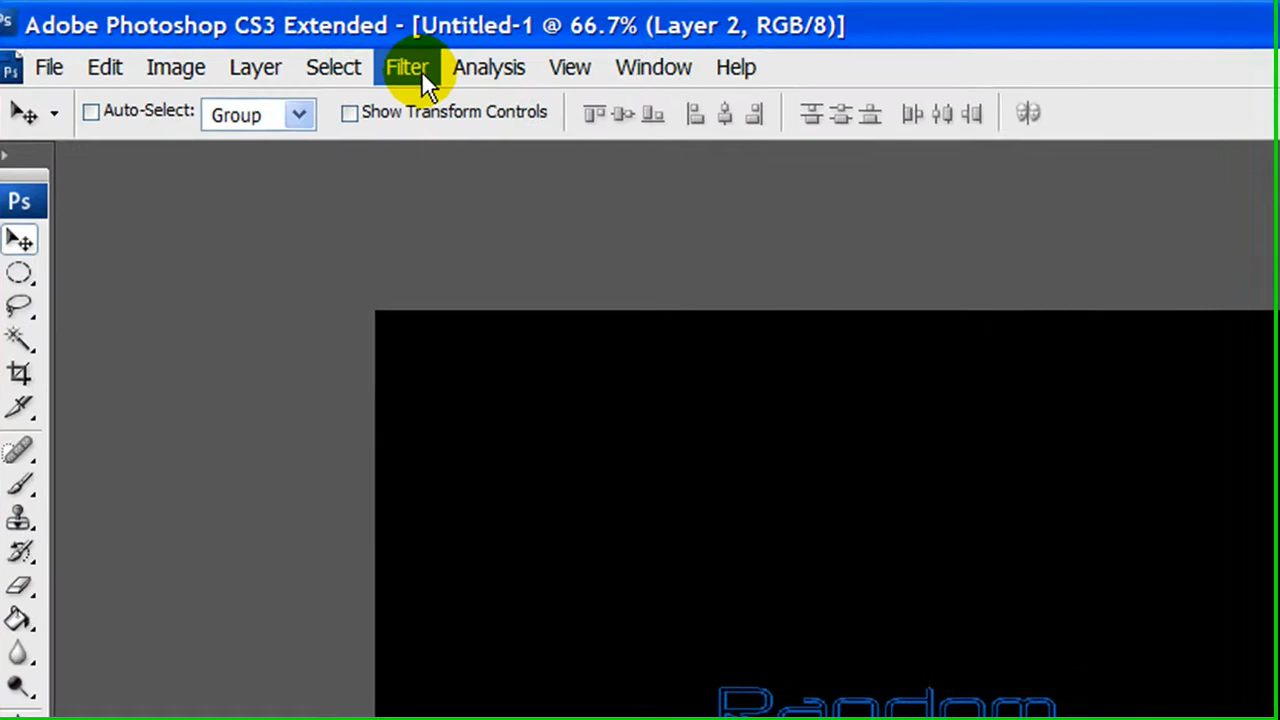 Adobe Photoshop CS3 Extended - [Untitled-1 @ 66.7% (Layer 2, RGB/8)]
File Edit Image Layer Select Filter Analysis View Window Help
Auto-Select: Group Show Transform Controls
Ps
Random